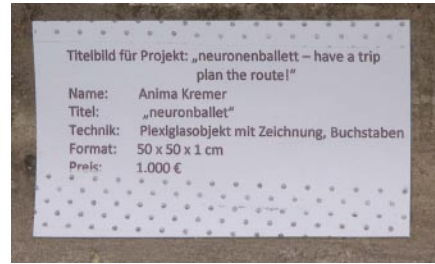 Titelbild für Projekt: „neuronenballett – have a trip
plan the route!“
Name: Anima Kremer
Titel: „neuronballet“
Technik: Plexiglasobjekt mit Zeichnung, Buchstaben
Format: 50 x 50 x 1 cm
Preis: 1.000 €